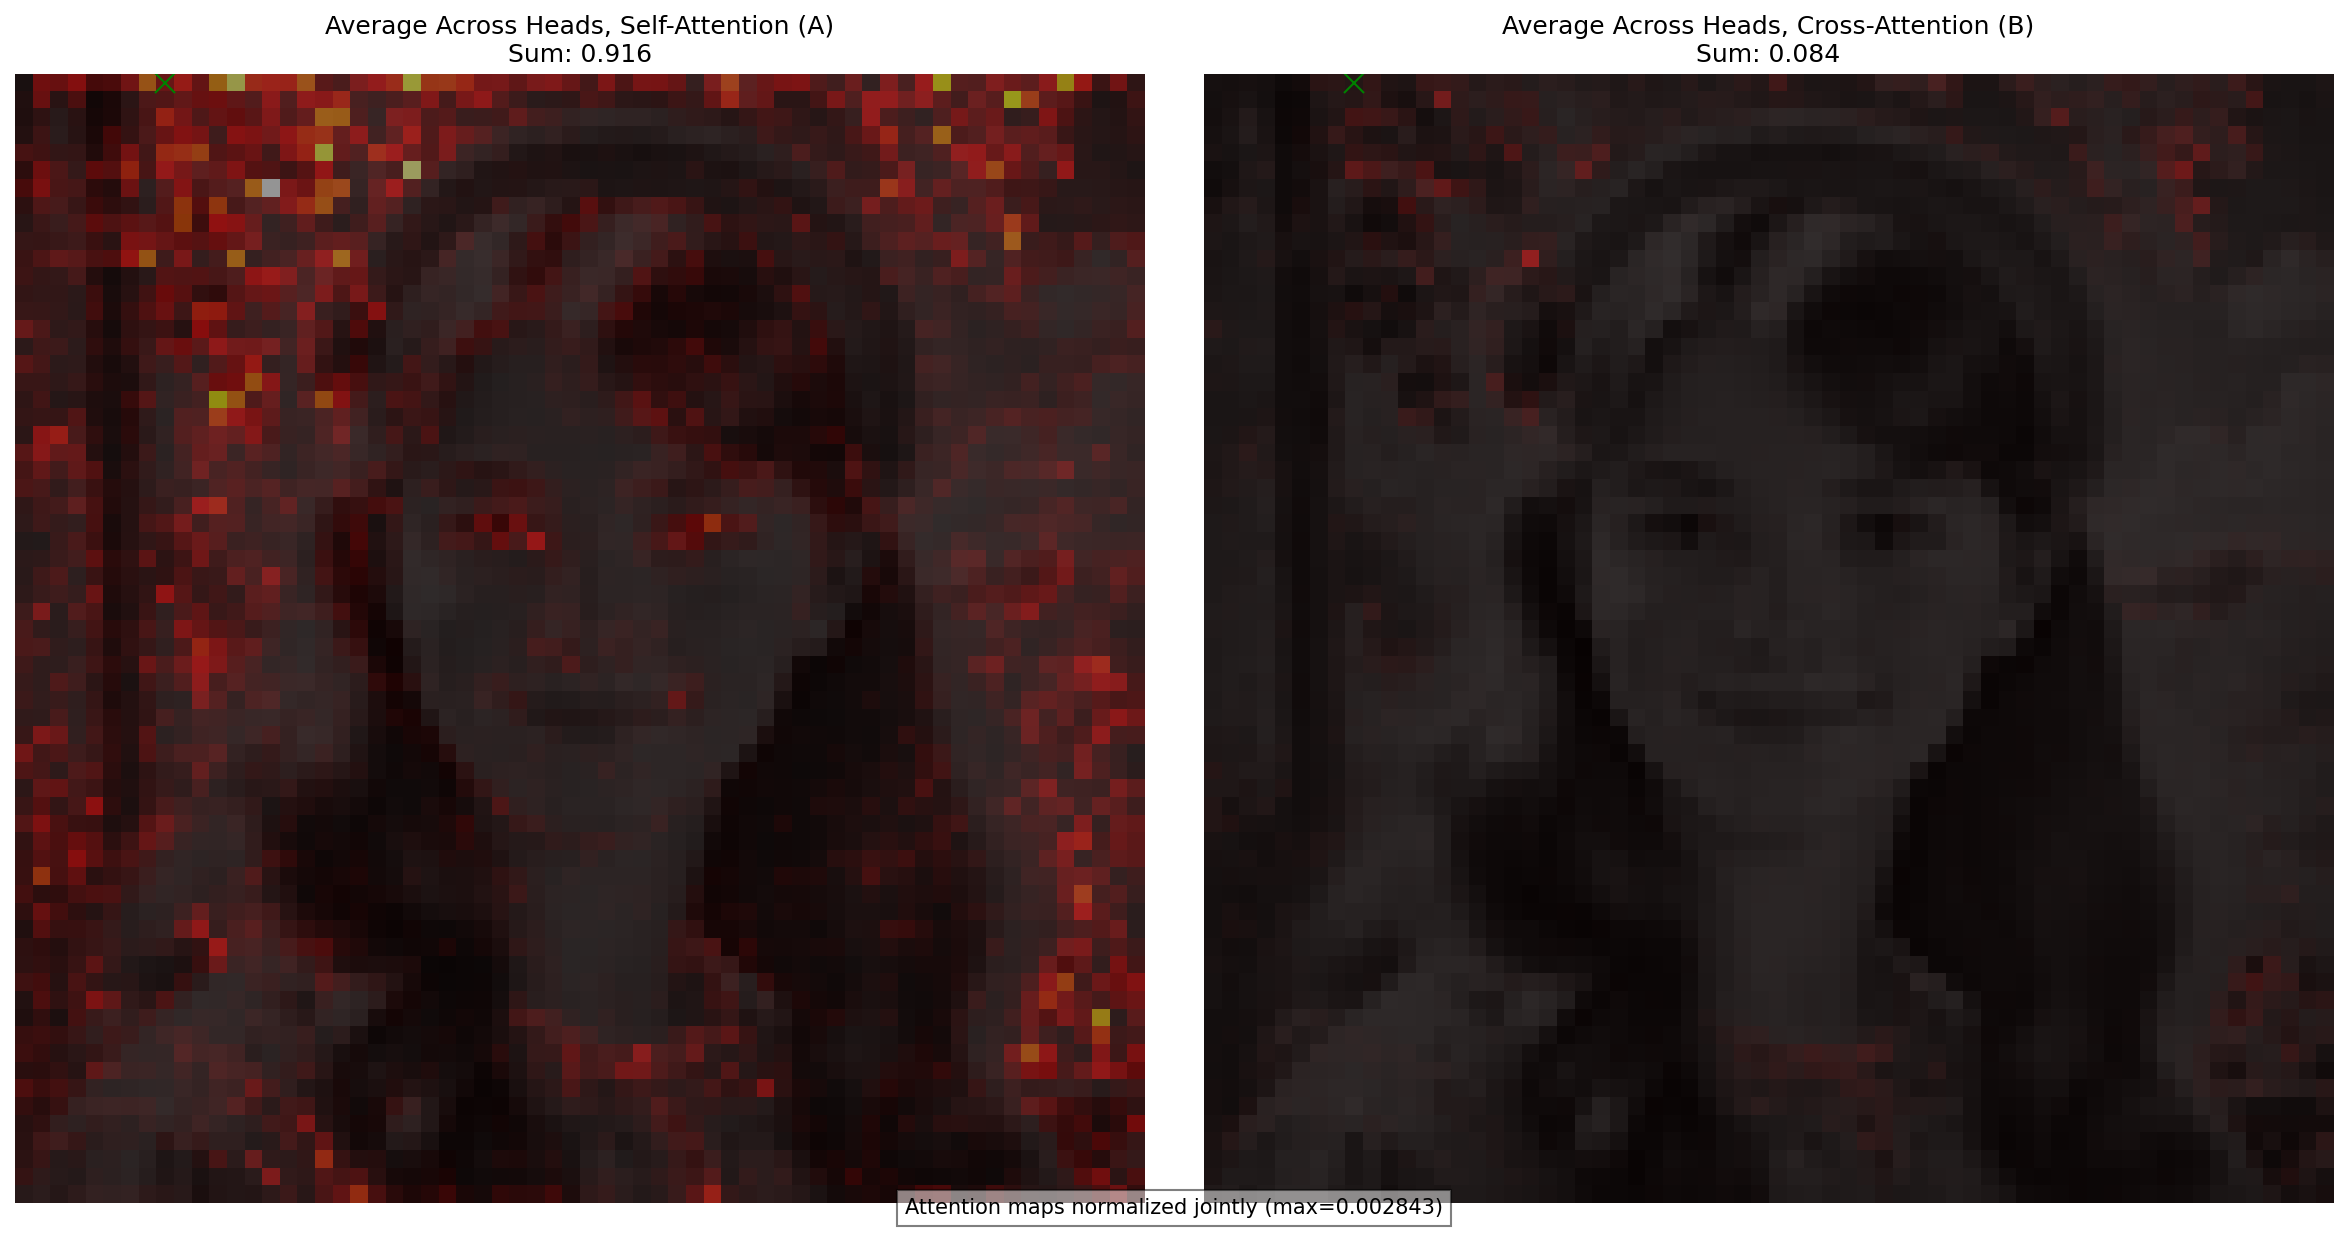 Average Across Heads, Self-Attention (A)
Sum: 0.916
Average Across Heads, Cross-Attention (B)
Sum: 0.084
Attention maps normalized jointly (max=0.002843)